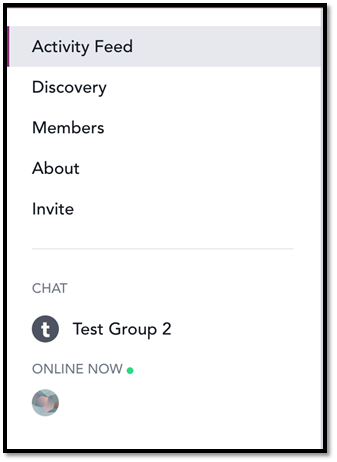 Activity Feed
Discovery
Members
About
Invite
CHAT
t Test Group 2
ONLINE NOW